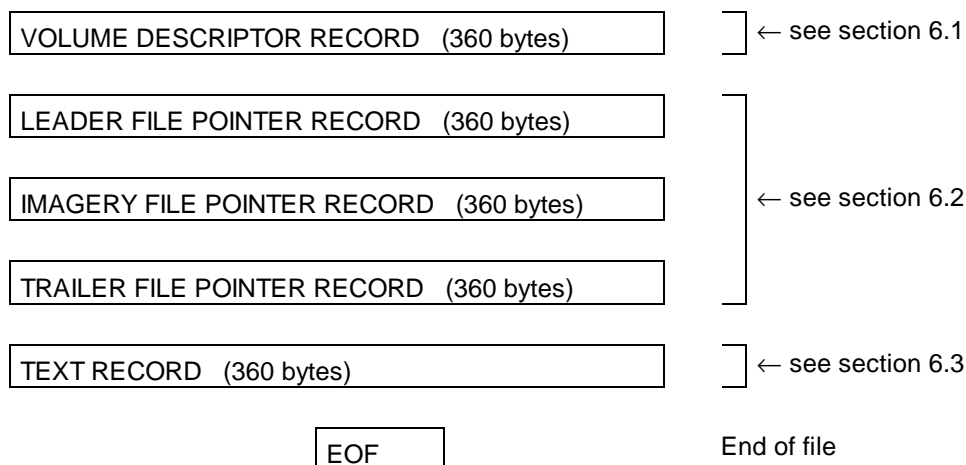 VOLUME DESCRIPTOR RECORD (360 bytes) ← see section 6.1
LEADER FILE POINTER RECORD (360 bytes)
IMAGERY FILE POINTER RECORD (360 bytes) ← see section 6.2
TRAILER FILE POINTER RECORD (360 bytes)
TEXT RECORD (360 bytes) ← see section 6.3
EOF End of file